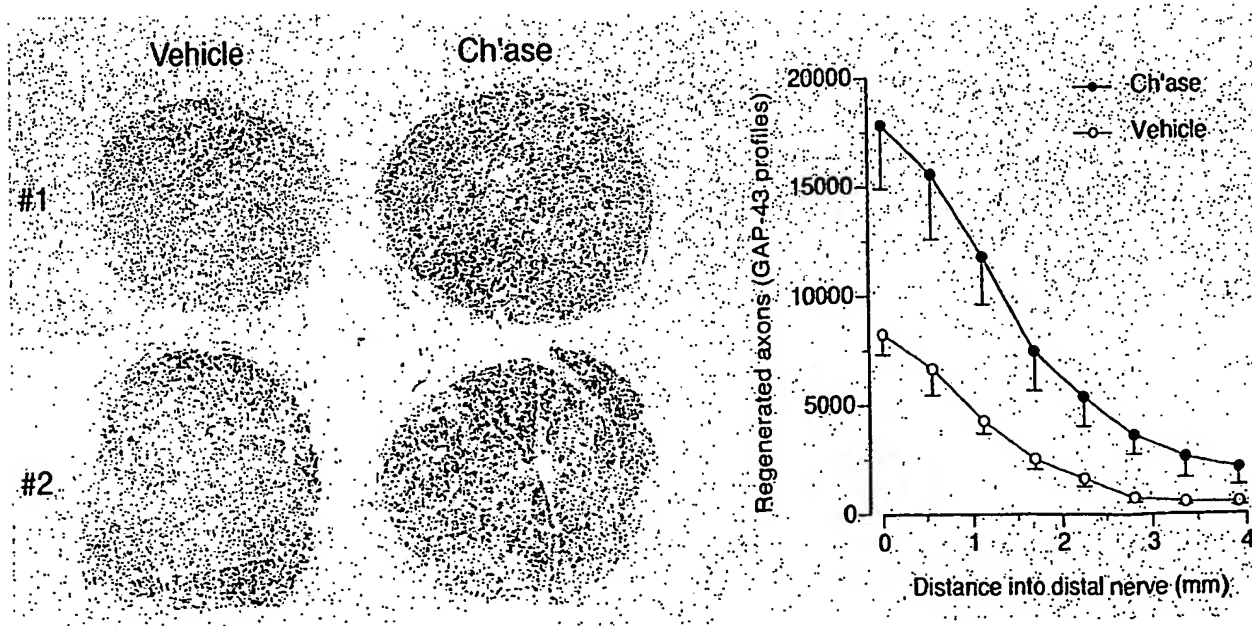 Vehicle
Ch'ase
#1
#2
Regenerated axons (GAP-43 profiles)
20000
15000
10000
5000
0
Ch'ase
Vehicle
0 1 2 3 4
Distance into distal nerve (mm)